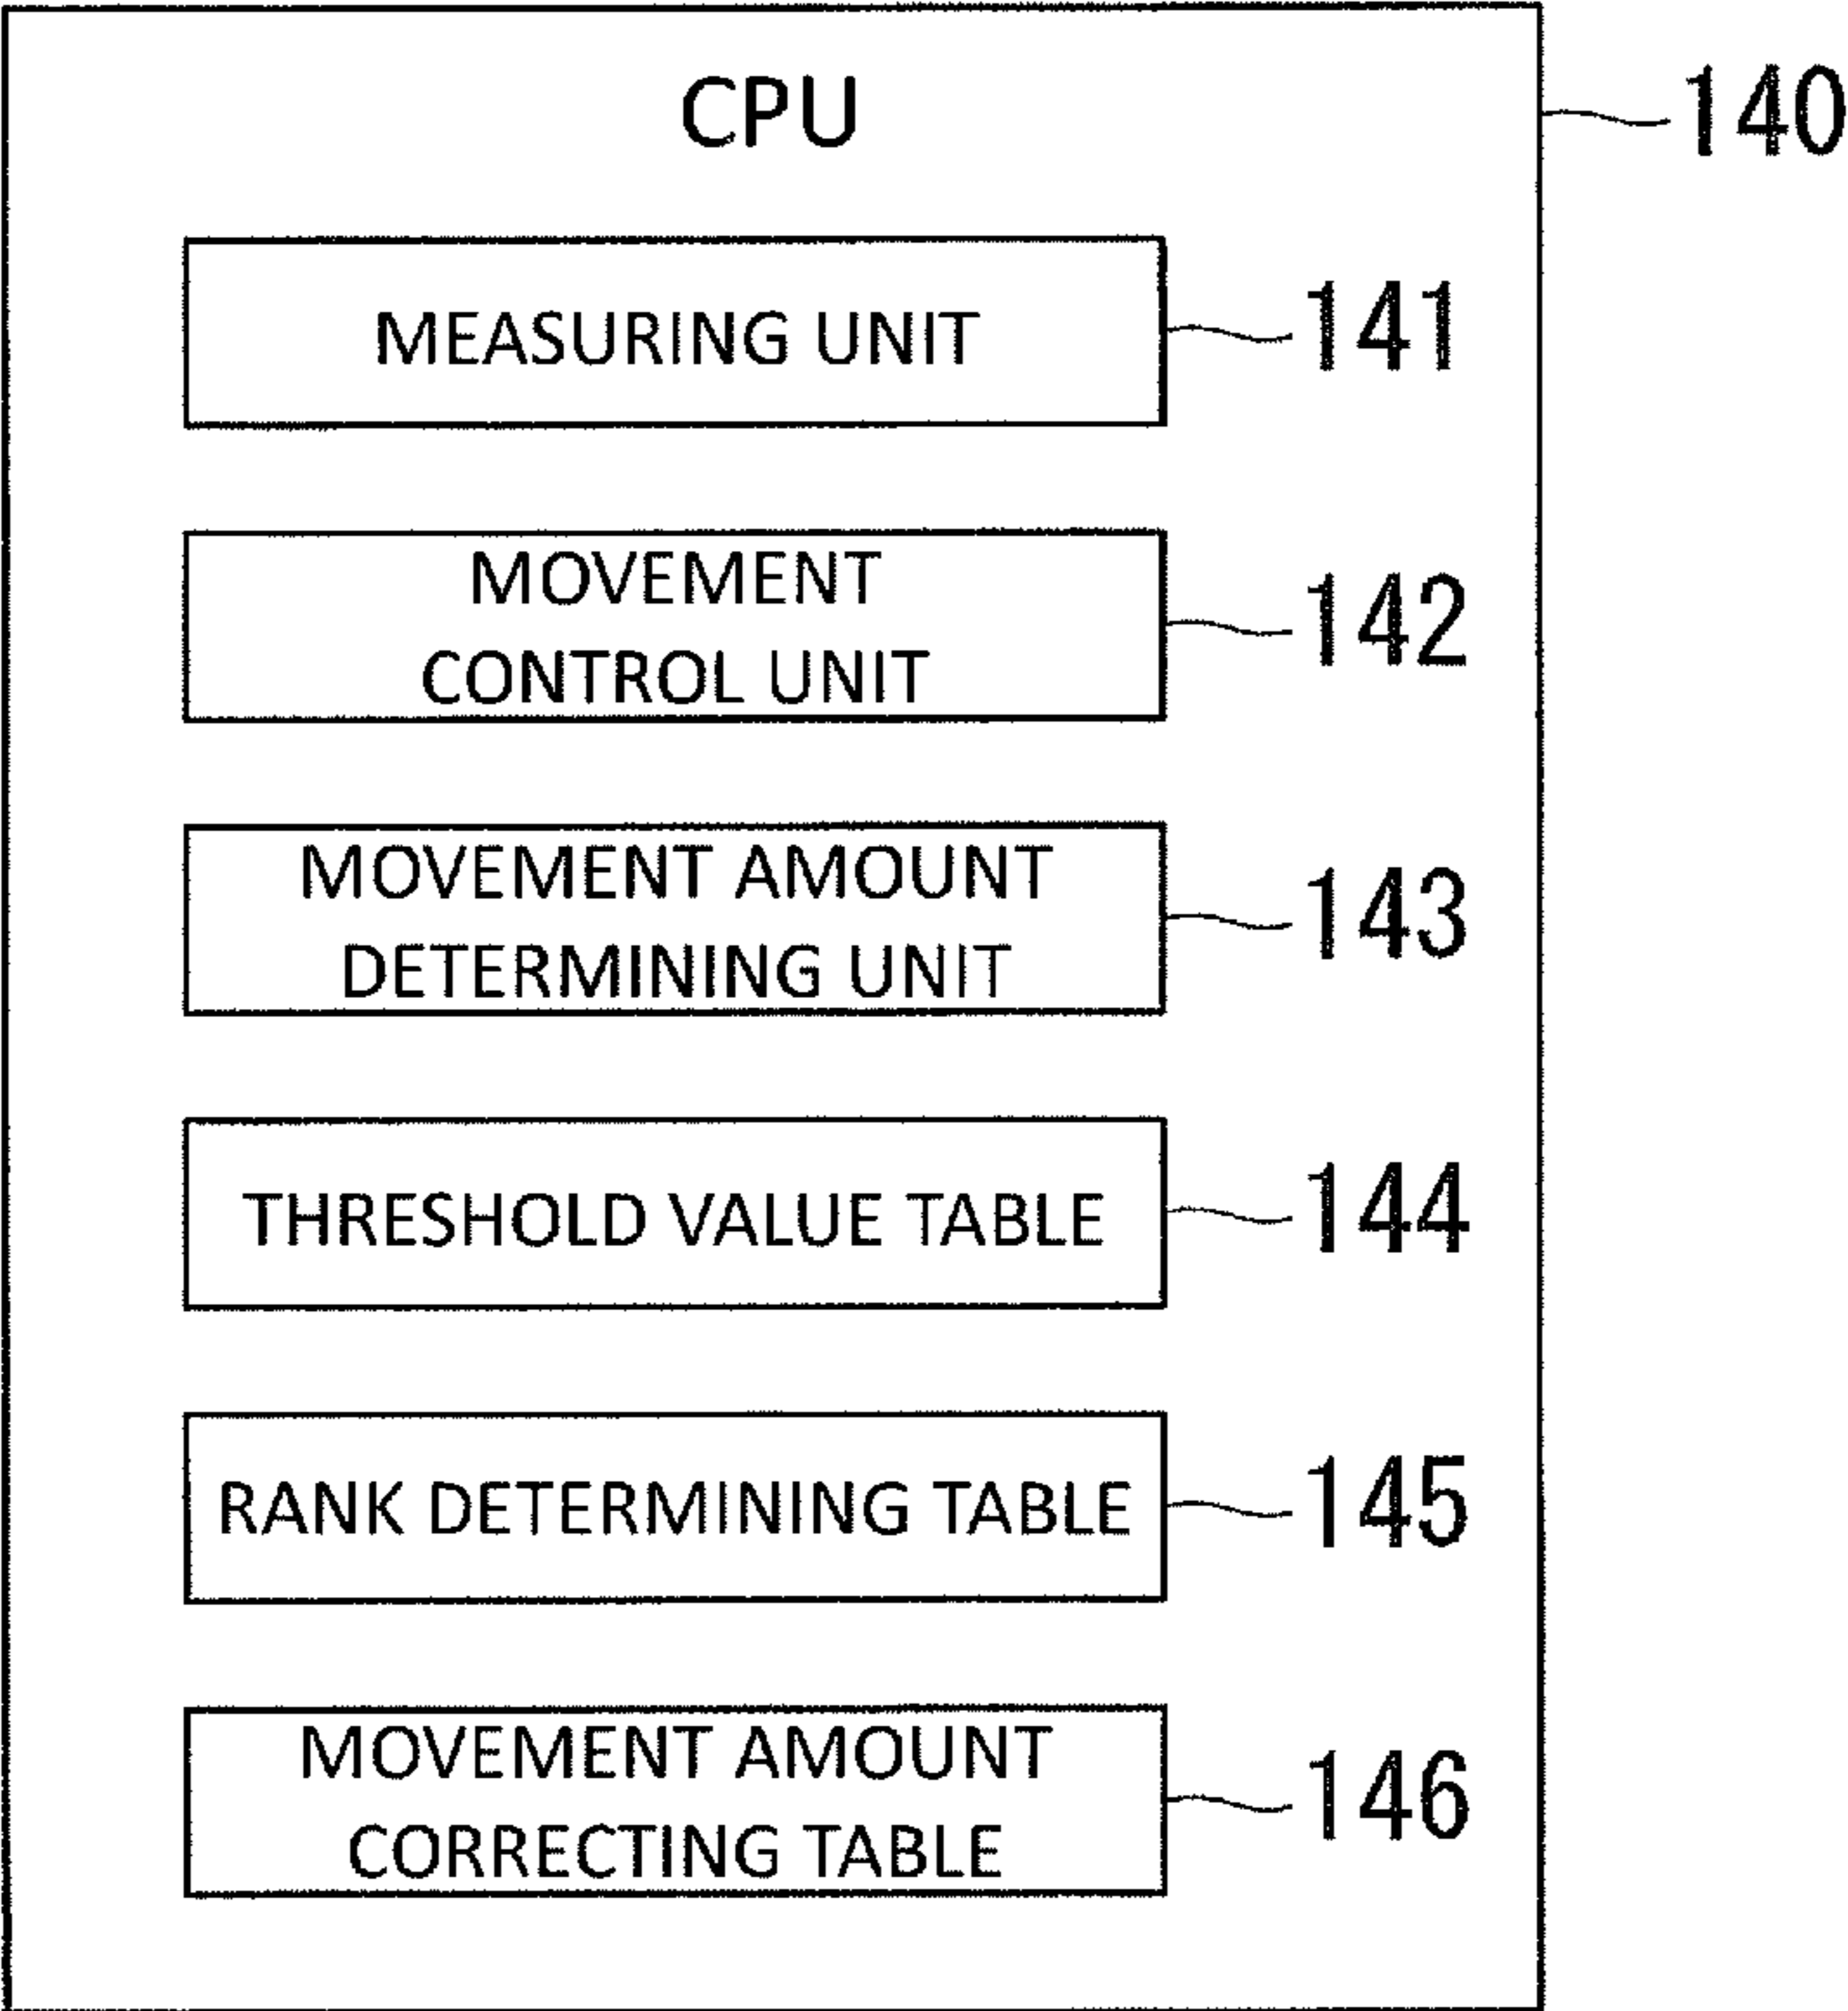 CPU
140
MEASURING UNIT
141
MOVEMENT
CONTROL UNIT
142
MOVEMENT AMOUNT
DETERMINING UNIT
143
THRESHOLD VALUE TABLE
144
RANK DETERMINING TABLE
145
MOVEMENT AMOUNT
CORRECTING TABLE
146